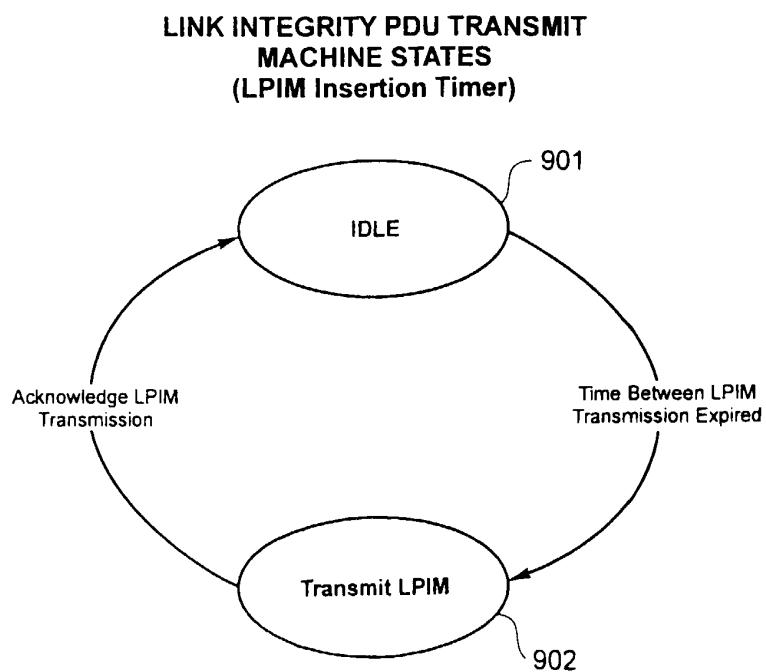 LINK INTEGRITY PDU TRANSMIT
MACHINE STATES
(LPIM Insertion Timer)
901
IDLE
Acknowledge LPIM
Transmission
Time Between LPIM
Transmission Expired
Transmit LPIM
902